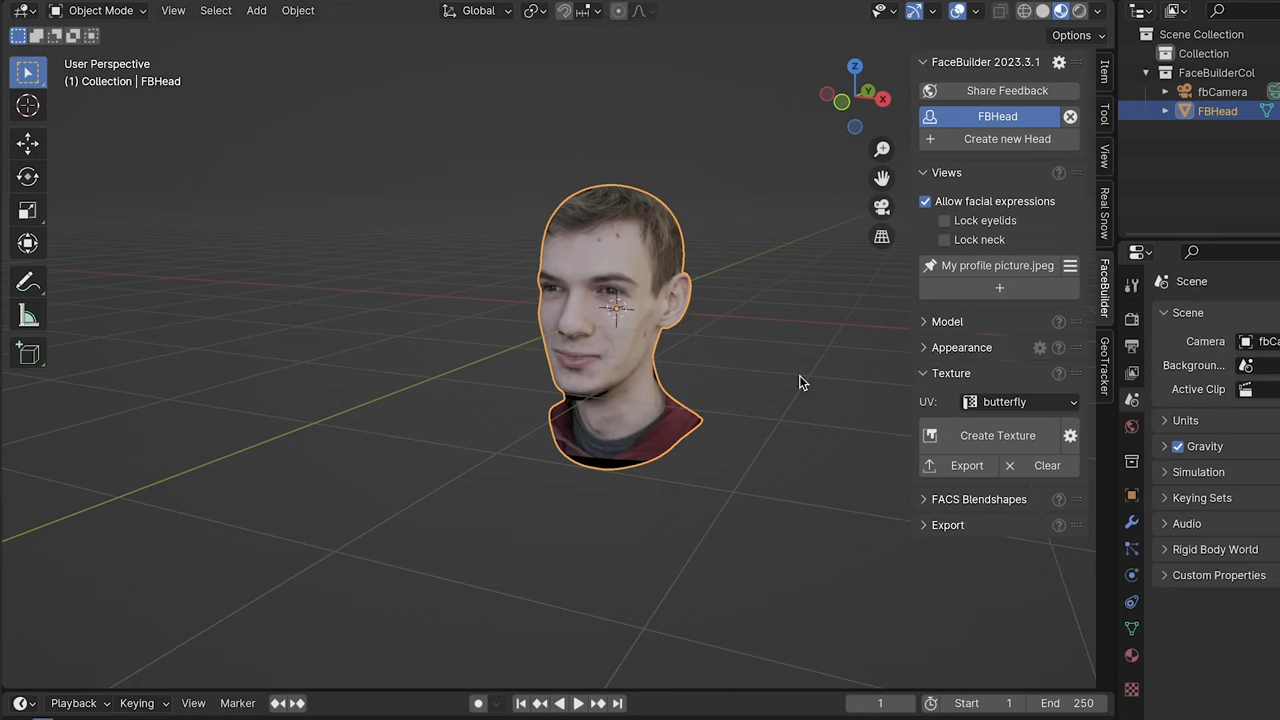 Object Mode View Select Add Object Global
Options
User Perspective
(1) Collection | FBHead
Z
Y
X
FaceBuilder 2023.3.1
Share Feedback
FBHead
+ Create new Head
Views
Allow facial expressions
Lock eyelids
Lock neck
My profile picture.jpeg
+
Model
Appearance
Texture
UV: butterfly
Create Texture
Export Clear
FACS Blendshapes
Export
Item
Tool
View
Real Snow
FaceBuilder
GeoTracker
Scene Collection
Collection
FaceBuilderCol
fbCamera
FBHead
Scene
Scene
Camera fbCa
Backgroun...
Active Clip
Units
Gravity
Simulation
Keying Sets
Audio
Rigid Body World
Custom Properties
Playback Keying View Marker 1 Start 1 End 250